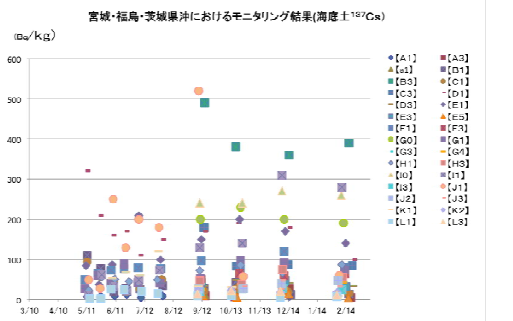 宮城・福島・茨城県沖におけるモニタリング結果(海底土¹³⁷Cs)
(Bq/kg)
600
500
400
300
200
100
0
3/10 4/10 5/11 6/11 7/12 8/12 9/12 10/13 11/13 12/14 1/14 2/14
【A1】 【A3】
【a1】 【B1】
【B3】 【C1】
【C3】 【D1】
【D3】 【E1】
【E3】 【E5】
【F1】 【F3】
【G0】 【G1】
【G3】 【G4】
【H1】 【H3】
【I0】 【I1】
【I3】 【J1】
【J2】 【J3】
【K1】 【K2】
【L1】 【L3】